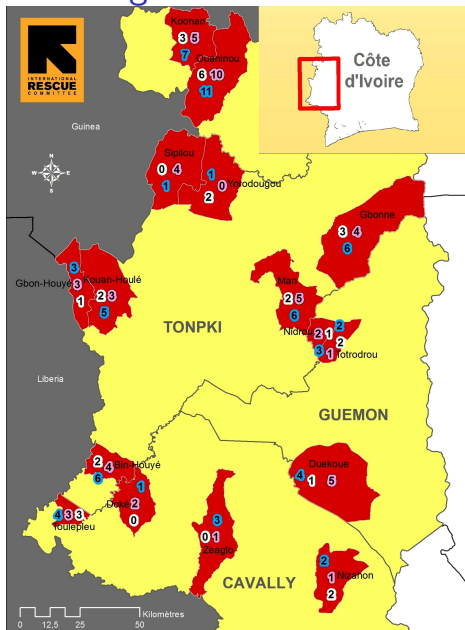 INTERNATIONAL
RESCUE
COMMITTEE
Côte
d'Ivoire
Koonan
3 5
7
Ouaninou
6 10
11
Guinea
N
W E
S
Sipilou
0 4
1
Yorodougou
1
0
2
Gbonne
3 4
6
Gbon-Houyé
3
3
1
Kouan-Houlé
2 3
5
Man
2 5
6
TONPKI
Nidrou
2 1
3
2
2
1
Totrodrou
Liberia
GUEMON
Bin-Houyé
2
4
6
Duekoue
4
1 5
Doké
1
2
0
4 3 3
Toulepleu
3
0 1
Zeaglo
CAVALLY
2
1
2
Nizahon
Kilomètres
0 12,5 25 50